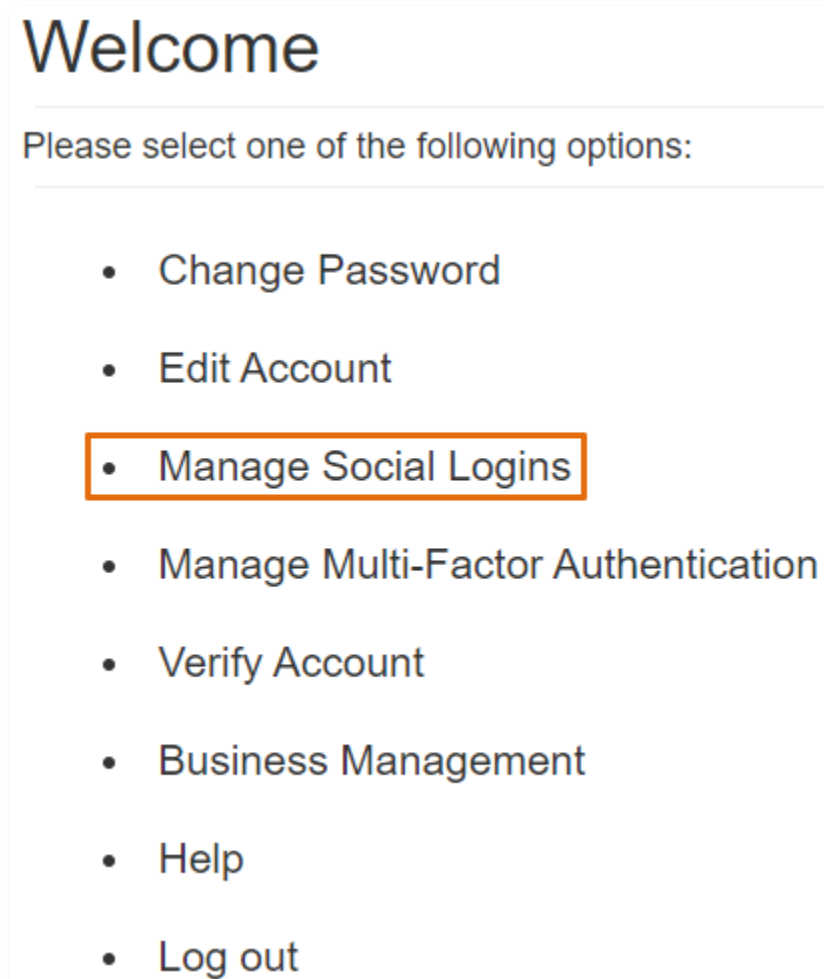 Welcome
Please select one of the following options:
• Change Password
• Edit Account
• Manage Social Logins
• Manage Multi-Factor Authentication
• Verify Account
• Business Management
• Help
• Log out